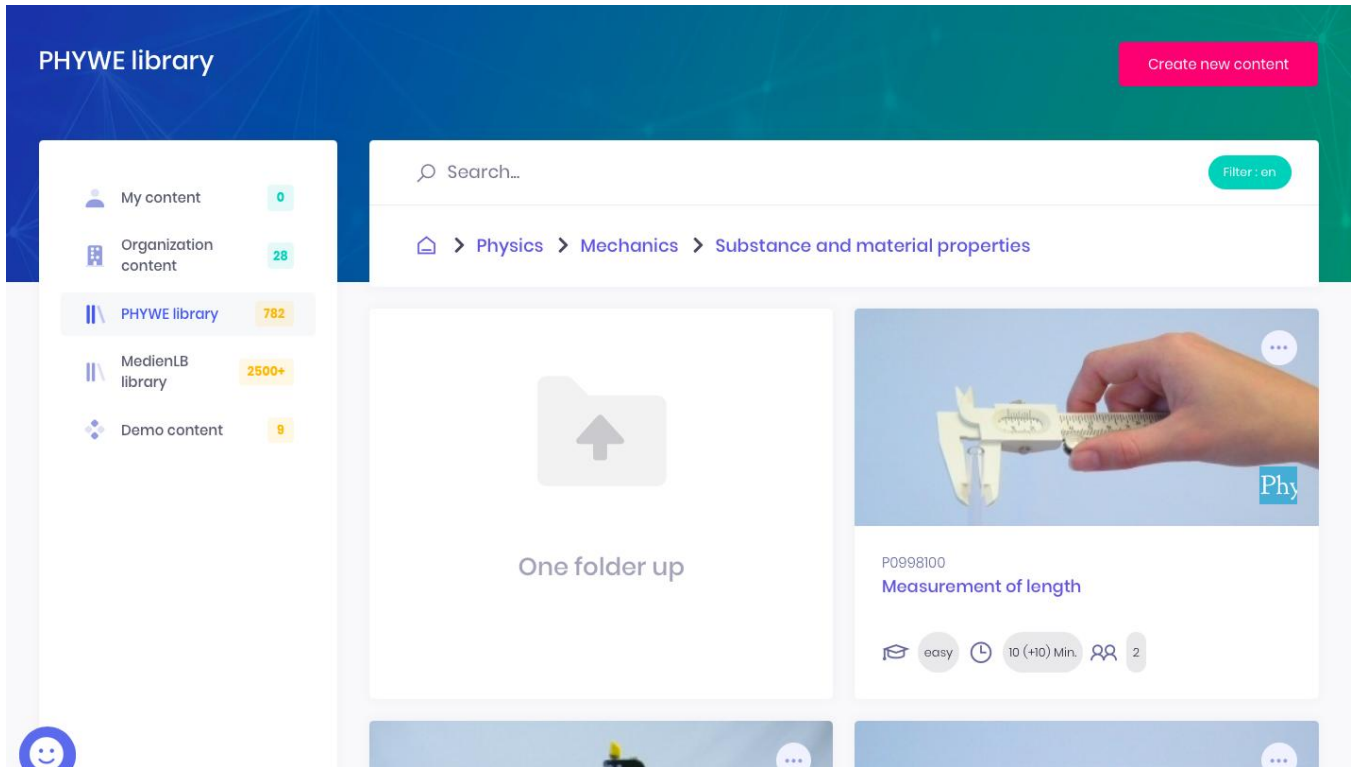 PHYWE library
Create new content
My content
0
Organization
content
28
PHYWE library
782
MedienLB
library
2500+
Demo content
9
Search...
Filter : en
Physics
Mechanics
Substance and material properties
One folder up
Phy
P0998100
Measurement of length
easy
10 (+10) Min.
2